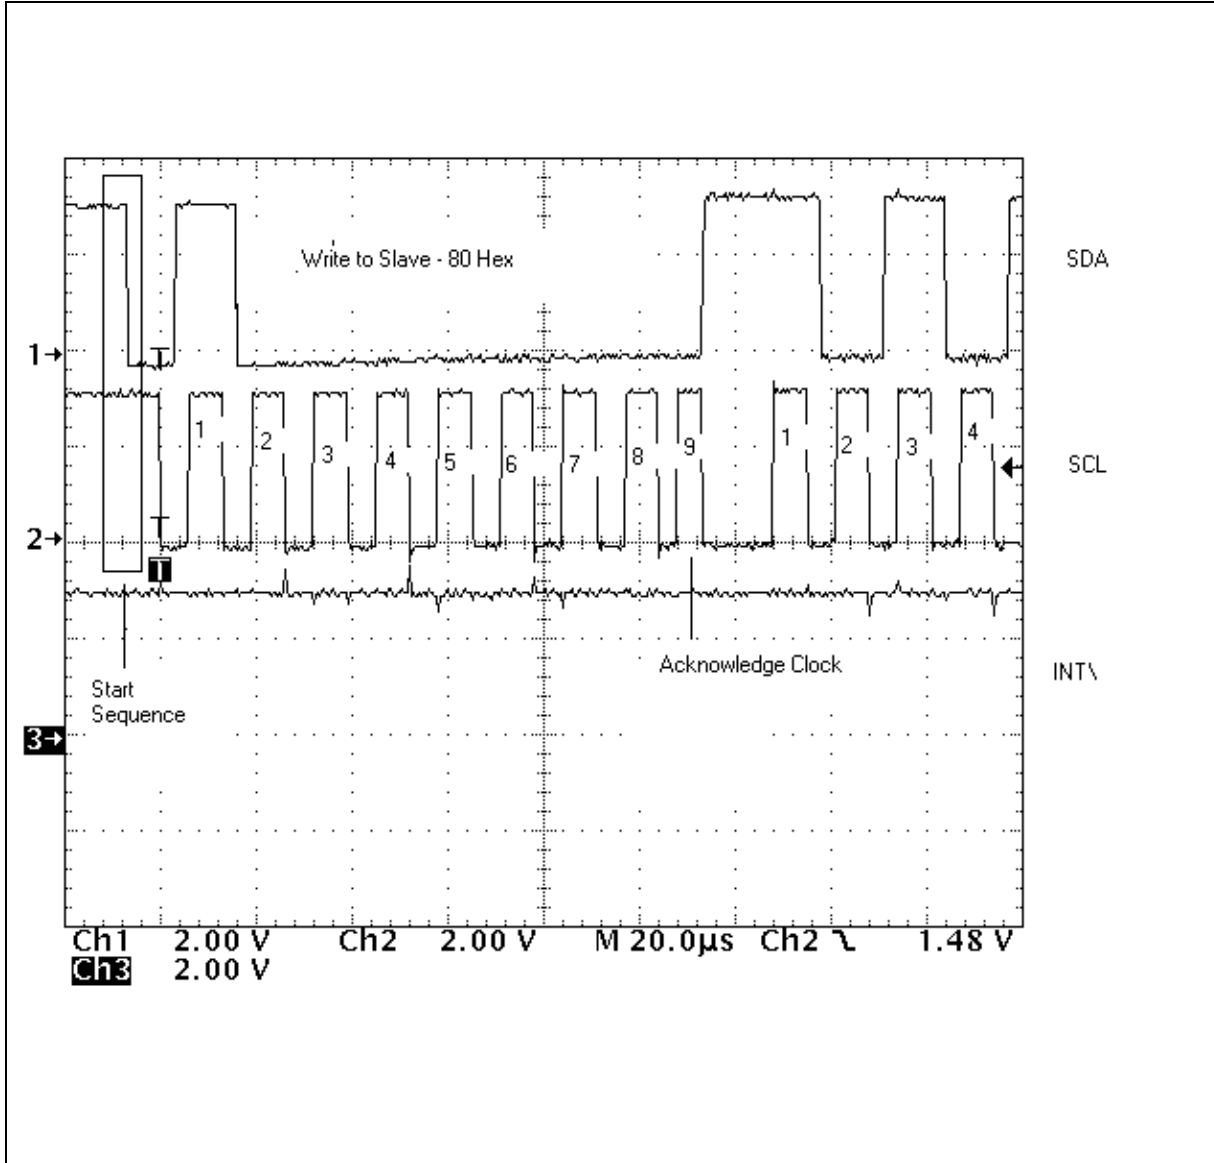 Write to Slave - 80 Hex
SDA
1→
T
1 2 3 4 5 6 7 8 9 1 2 3 4
SCL
T
2→
T
Start
Sequence
Acknowledge Clock
INT\
3→
Ch1 2.00 V Ch2 2.00 V M 20.0µs Ch2 ↘ 1.48 V
Ch3 2.00 V